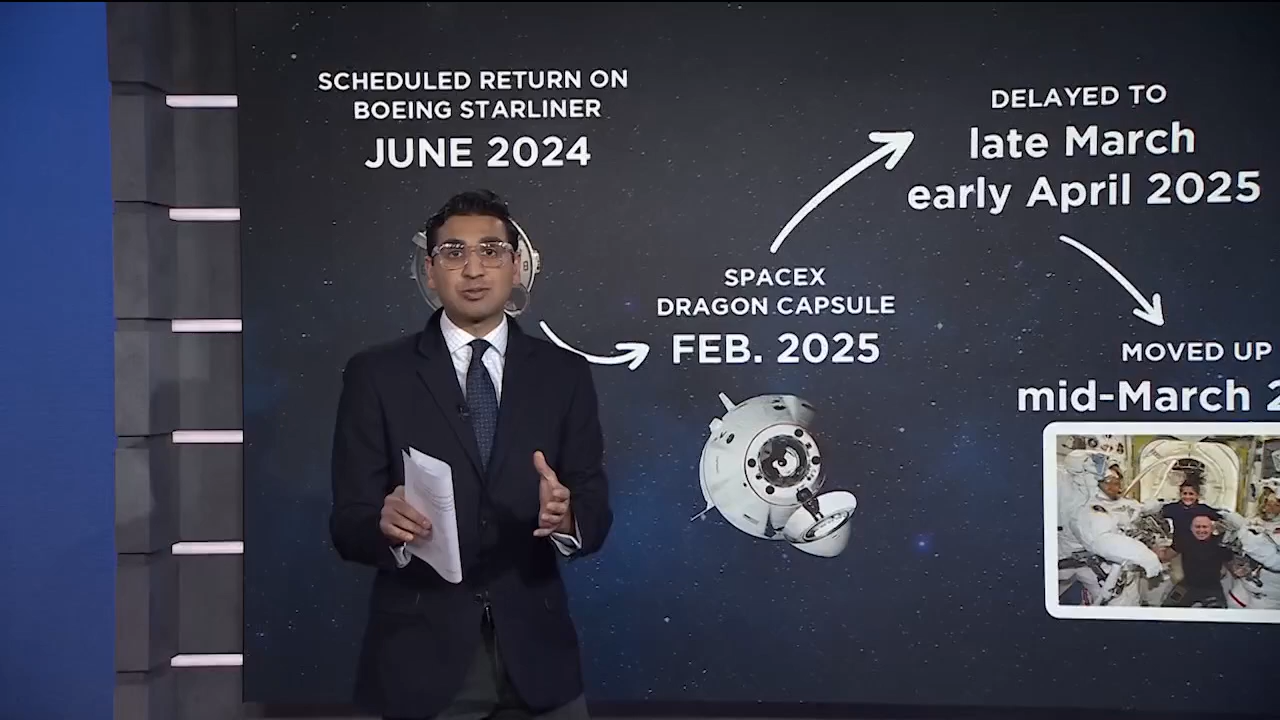 SCHEDULED RETURN ON
BOEING STARLINER
JUNE 2024
SPACEX
DRAGON CAPSULE
FEB. 2025
DELAYED TO
late March
early April 2025
MOVED UP
mid-March